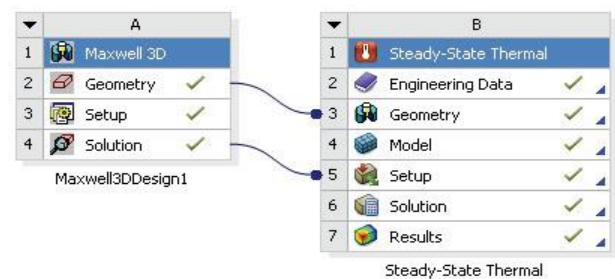 A
1 Maxwell 3D
2 Geometry
3 Setup
4 Solution
Maxwell3DDesign1
B
1 Steady-State Thermal
2 Engineering Data
3 Geometry
4 Model
5 Setup
6 Solution
7 Results
Steady-State Thermal